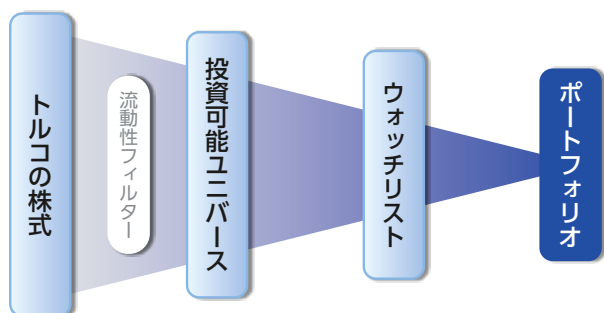 トルコの株式
流動性フィルター
投資可能ユニバース
ウォッチリスト
ポートフォリオ